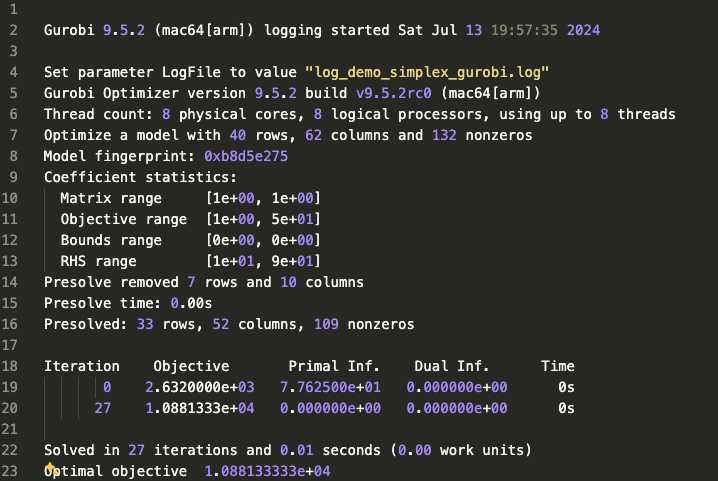 1
2 Gurobi 9.5.2 (mac64[arm]) logging started Sat Jul 13 19:57:35 2024
3
4 Set parameter LogFile to value "log_demo_simplex_gurobi.log"
5 Gurobi Optimizer version 9.5.2 build v9.5.2rc0 (mac64[arm])
6 Thread count: 8 physical cores, 8 logical processors, using up to 8 threads
7 Optimize a model with 40 rows, 62 columns and 132 nonzeros
8 Model fingerprint: 0xb8d5e275
9 Coefficient statistics:
10 Matrix range [1e+00, 1e+00]
11 Objective range [1e+00, 5e+01]
12 Bounds range [0e+00, 0e+00]
13 RHS range [1e+01, 9e+01]
14 Presolve removed 7 rows and 10 columns
15 Presolve time: 0.00s
16 Presolved: 33 rows, 52 columns, 109 nonzeros
17
18 Iteration Objective Primal Inf. Dual Inf. Time
19 0 2.6320000e+03 7.762500e+01 0.000000e+00 0s
20 27 1.0881333e+04 0.000000e+00 0.000000e+00 0s
21
22 Solved in 27 iterations and 0.01 seconds (0.00 work units)
23 Optimal objective 1.088133333e+04